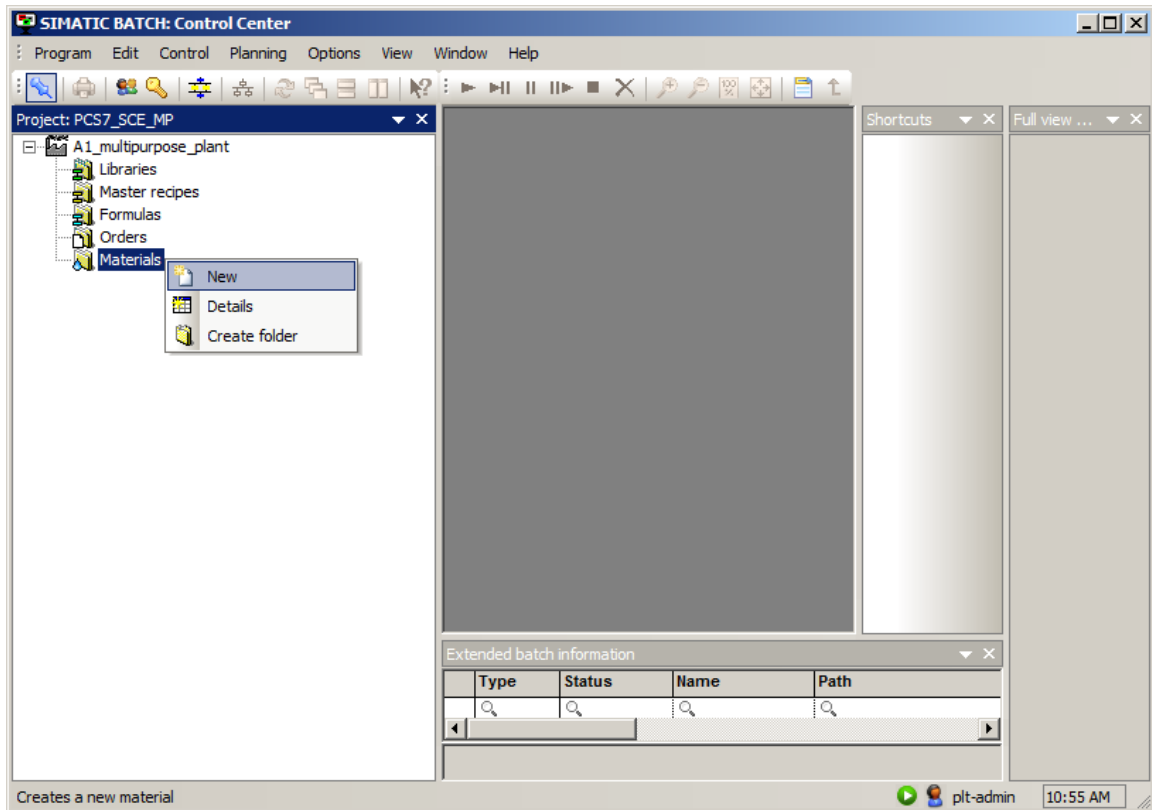 SIMATIC BATCH: Control Center
Program Edit Control Planning Options View Window Help
100 %
Project: PCS7_SCE_MP
Shortcuts
Full view ...
A1_multipurpose_plant
Libraries
Master recipes
Formulas
Orders
Materials
New
Details
Create folder
Extended batch information
Type Status Name Path
Creates a new material
plt-admin
10:55 AM